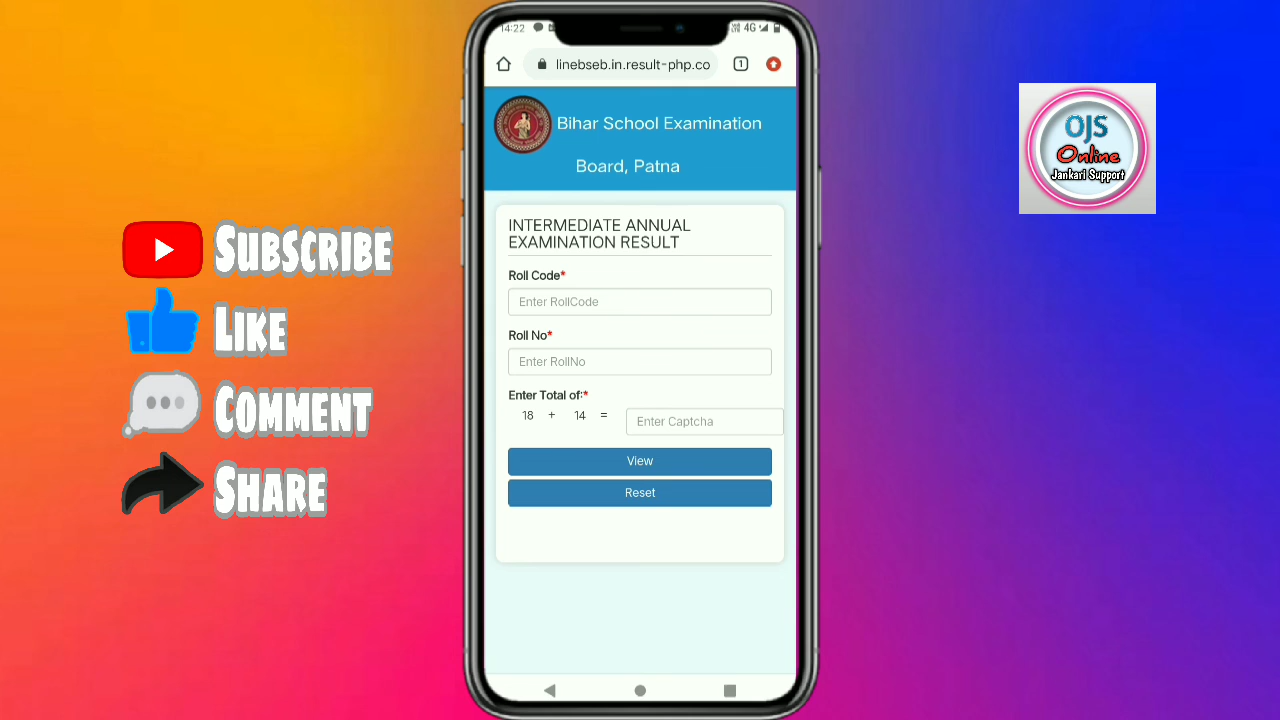 14:22
4G
linebseb.in.result-php.co
1
Bihar School Examination
Board, Patna
OJS
Online
Jankari Support
INTERMEDIATE ANNUAL
EXAMINATION RESULT
Roll Code*
Enter RollCode
Roll No*
Enter RollNo
Enter Total of:*
18 + 14 =
Enter Captcha
View
Reset
SUBSCRIBE
LIKE
COMMENT
SHARE